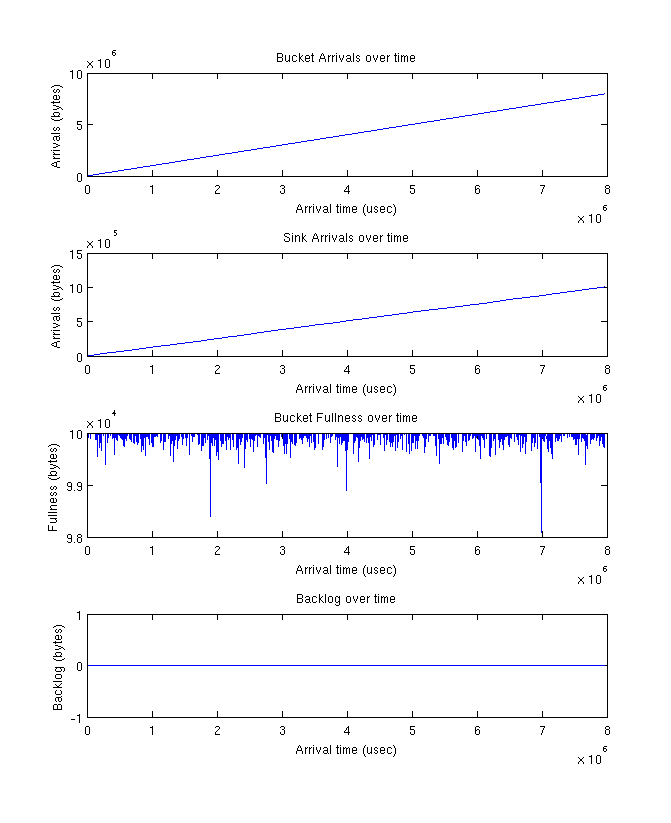 Bucket Arrivals over time
× 10^6
10
5
0
Arrivals (bytes)
0 1 2 3 4 5 6 7 8
Arrival time (usec)
× 10^6
Sink Arrivals over time
× 10^5
15
10
5
0
Arrivals (bytes)
0 1 2 3 4 5 6 7 8
Arrival time (usec)
× 10^6
Bucket Fullness over time
× 10^4
10
9.9
9.8
Fullness (bytes)
0 1 2 3 4 5 6 7 8
Arrival time (usec)
× 10^6
Backlog over time
1
0
-1
Backlog (bytes)
0 1 2 3 4 5 6 7 8
Arrival time (usec)
× 10^6